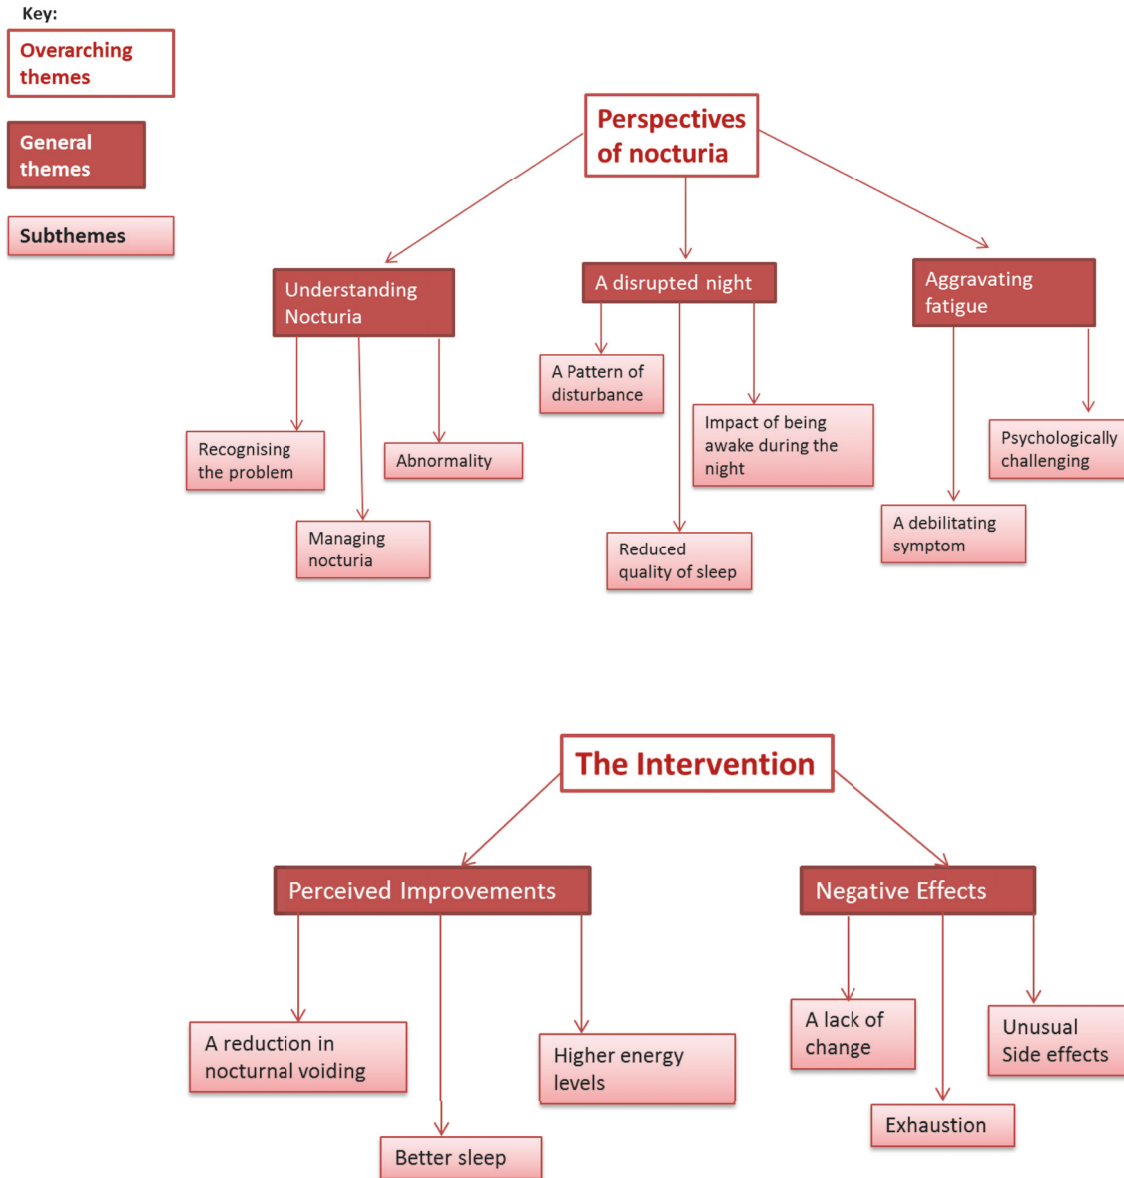 Key:
Overarching
themes
General
themes
Subthemes
Perspectives
of nocturia
Understanding
Nocturia
A disrupted night
Aggravating
fatigue
Recognising
the problem
Managing
nocturia
Abnormality
A Pattern of
disturbance
Reduced
quality of sleep
Impact of being
awake during the
night
A debilitating
symptom
Psychologically
challenging
The Intervention
Perceived Improvements
Negative Effects
A reduction in
nocturnal voiding
Better sleep
Higher energy
levels
A lack of
change
Exhaustion
Unusual
Side effects